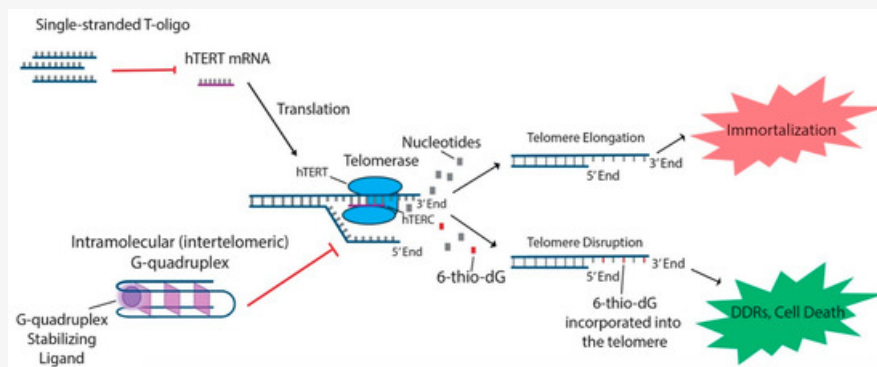 Single-stranded T-oligo
hTERT mRNA
Translation
Nucleotides
Telomerase
hTERT
3' End
hTERC
5' End
6-thio-dG
Telomere Elongation
3' End
5' End
Immortalization
Telomere Disruption
3' End
5' End
6-thio-dG
incorporated into
the telomere
DDRs, Cell Death
Intramolecular (intertelomeric)
G-quadruplex
G-quadruplex
Stabilizing
Ligand